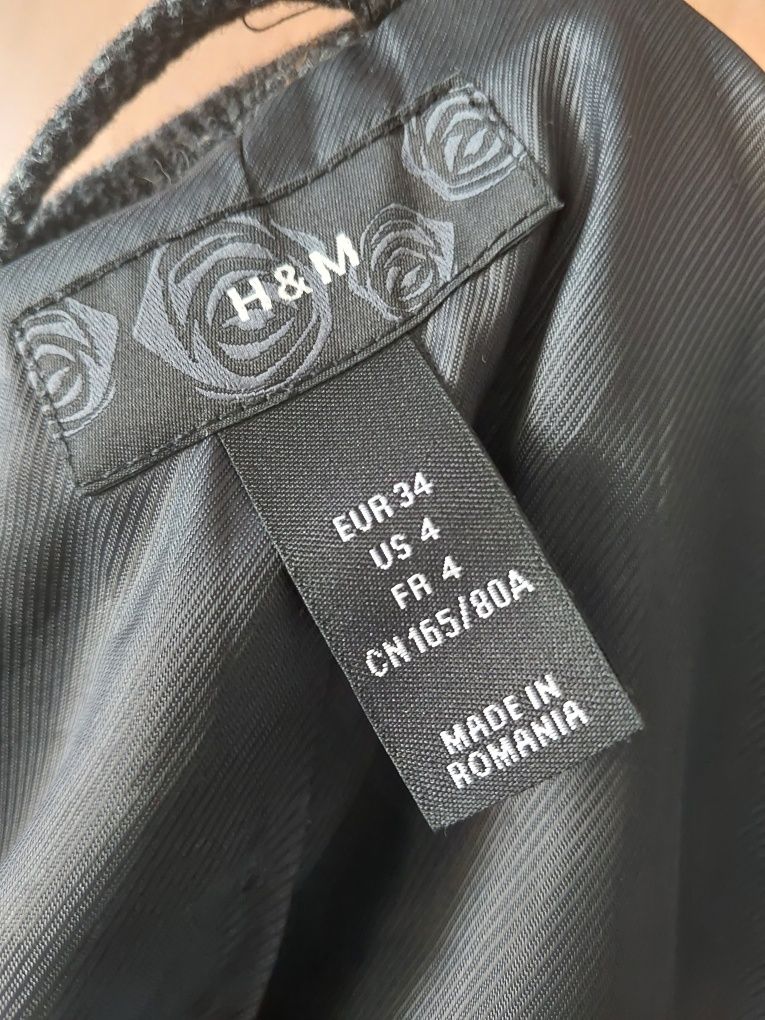 H&M
EUR 34
US 4
FR 4
CN 165/80A
MADE IN
ROMANIA